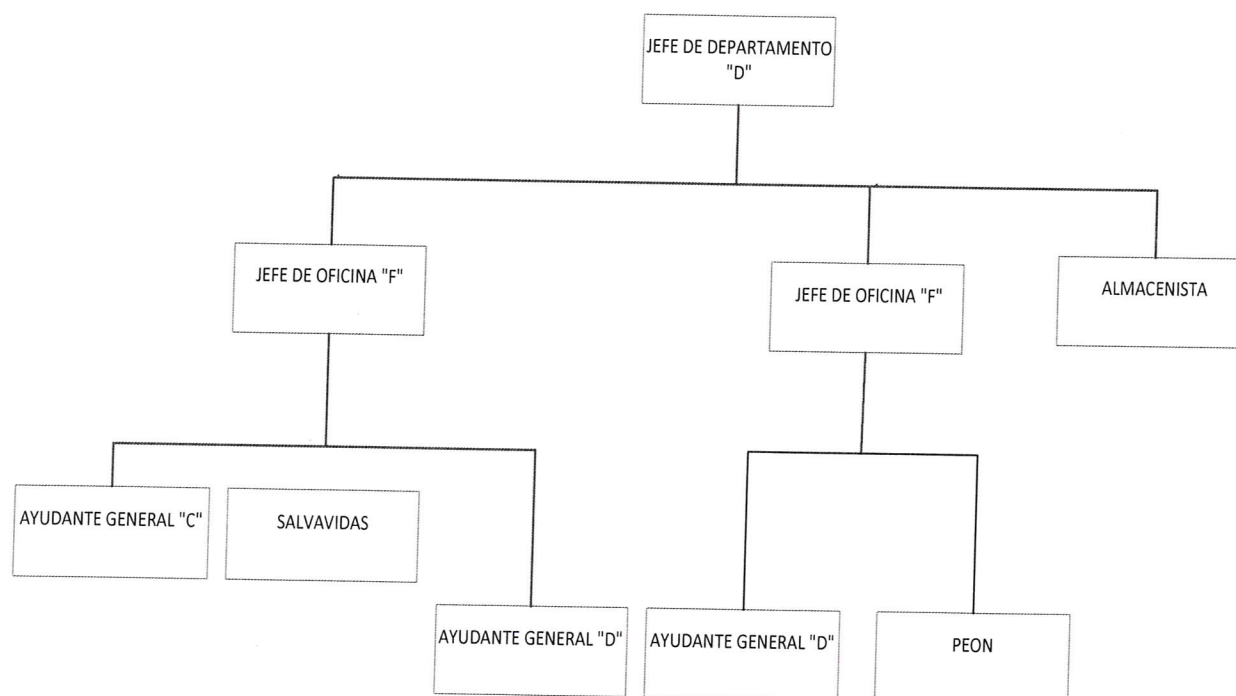 JEFE DE DEPARTAMENTO
"D"
JEFE DE OFICINA "F"
JEFE DE OFICINA "F"
ALMACENISTA
AYUDANTE GENERAL "C"
SALVAVIDAS
AYUDANTE GENERAL "D"
AYUDANTE GENERAL "D"
PEON